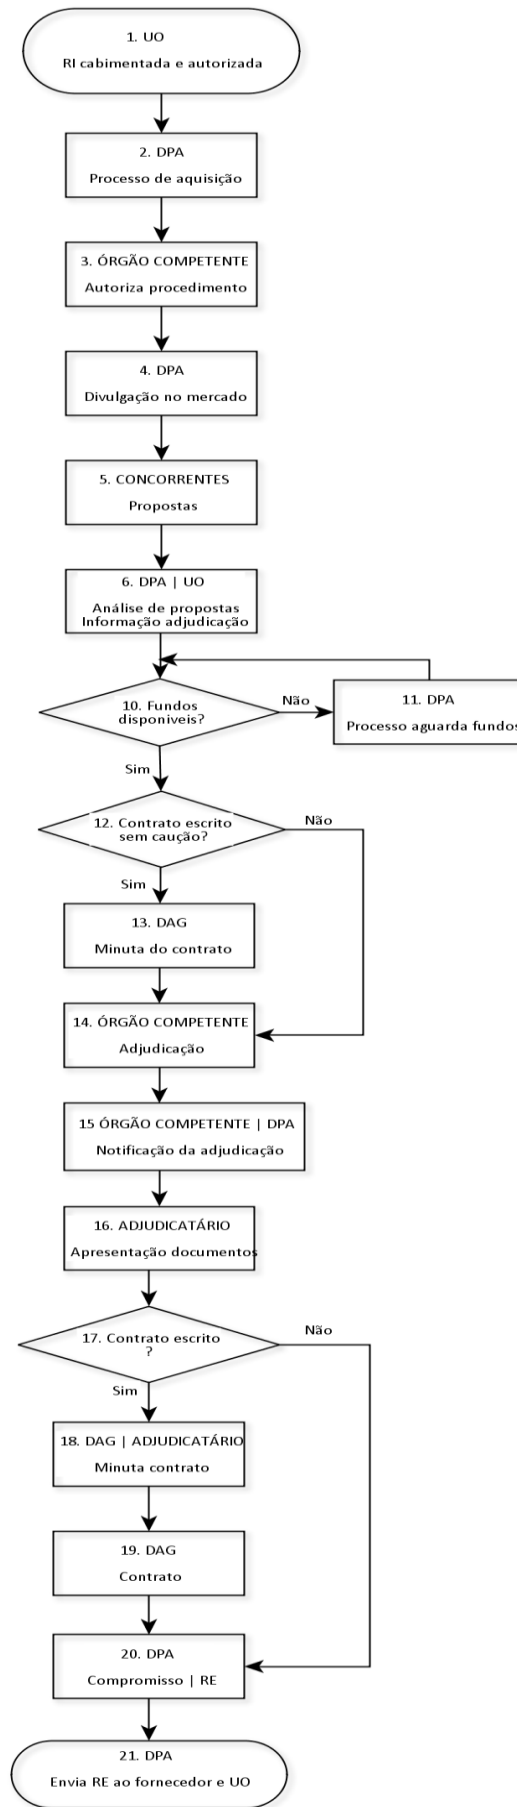 1. UO
RI cabimentada e autorizada
2. DPA
Processo de aquisição
3. ÓRGÃO COMPETENTE
Autoriza procedimento
4. DPA
Divulgação no mercado
5. CONCORRENTES
Propostas
6. DPA | UO
Análise de propostas
Informação adjudicação
10. Fundos
disponiveis?
Não
11. DPA
Processo aguarda fundos
Sim
12. Contrato escrito
sem caução?
Não
Sim
13. DAG
Minuta do contrato
14. ÓRGÃO COMPETENTE
Adjudicação
15 ÓRGÃO COMPETENTE | DPA
Notificação da adjudicação
16. ADJUDICATÁRIO
Apresentação documentos
17. Contrato escrito
?
Não
Sim
18. DAG | ADJUDICATÁRIO
Minuta contrato
19. DAG
Contrato
20. DPA
Compromisso | RE
21. DPA
Envia RE ao fornecedor e UO